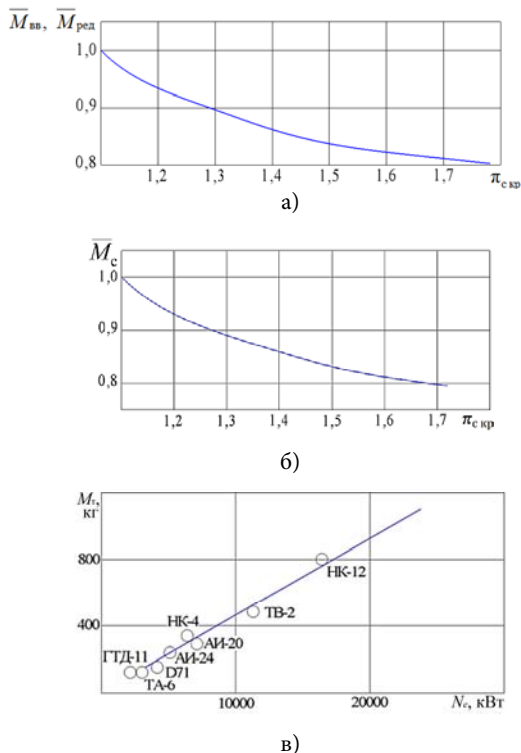 M вв, M ред
1,0
0,9
0,8
1,2 1,3 1,4 1,5 1,6 1,7 π с кр
а)
M с
1,0
0,9
0,8
1,2 1,3 1,4 1,5 1,6 1,7 π с кр
б)
Mт,
кг
800
НК-12
ТВ-2
400
НК-4
АИ-20
ГТД-11
АИ-24
D71
ТА-6
10000 20000 Nе, кВт
в)